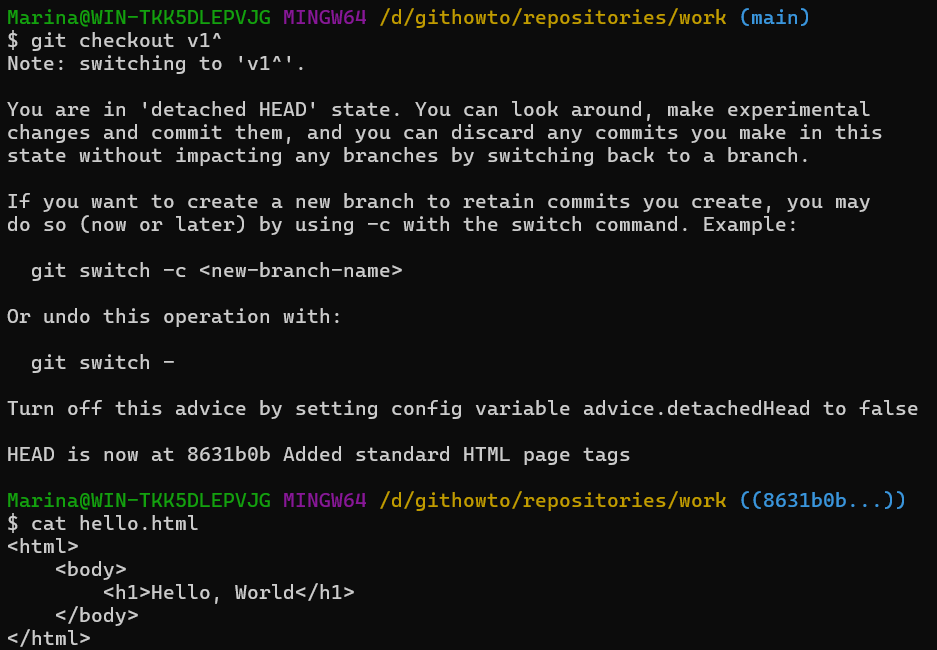 Marina@WIN-TKK5DLEPVJG MINGW64 /d/githowto/repositories/work (main)
$ git checkout v1^
Note: switching to 'v1^'.

You are in 'detached HEAD' state. You can look around, make experimental
changes and commit them, and you can discard any commits you make in this
state without impacting any branches by switching back to a branch.

If you want to create a new branch to retain commits you create, you may
do so (now or later) by using -c with the switch command. Example:

  git switch -c <new-branch-name>

Or undo this operation with:

  git switch -

Turn off this advice by setting config variable advice.detachedHead to false

HEAD is now at 8631b0b Added standard HTML page tags

Marina@WIN-TKK5DLEPVJG MINGW64 /d/githowto/repositories/work ((8631b0b...))
$ cat hello.html
<html>
    <body>
        <h1>Hello, World</h1>
    </body>
</html>